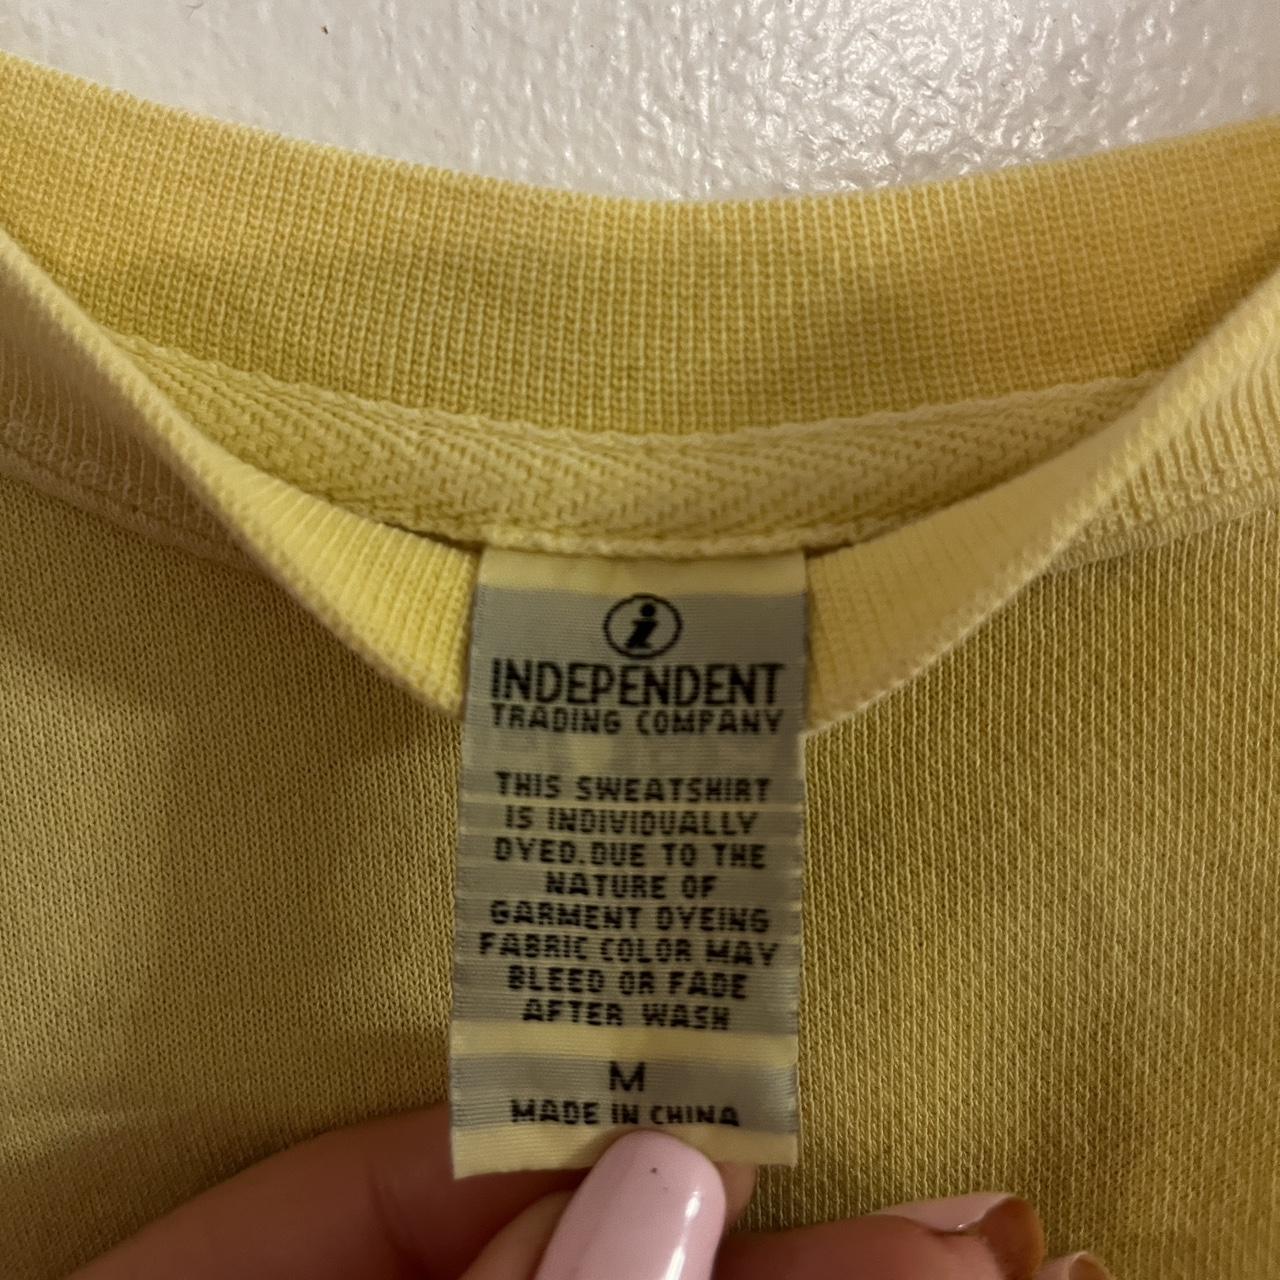 i
INDEPENDENT
TRADING COMPANY
THIS SWEATSHIRT
IS INDIVIDUALLY
DYED.DUE TO THE
NATURE OF
GARMENT DYEING
FABRIC COLOR MAY
BLEED OR FADE
AFTER WASH
M
MADE IN CHINA